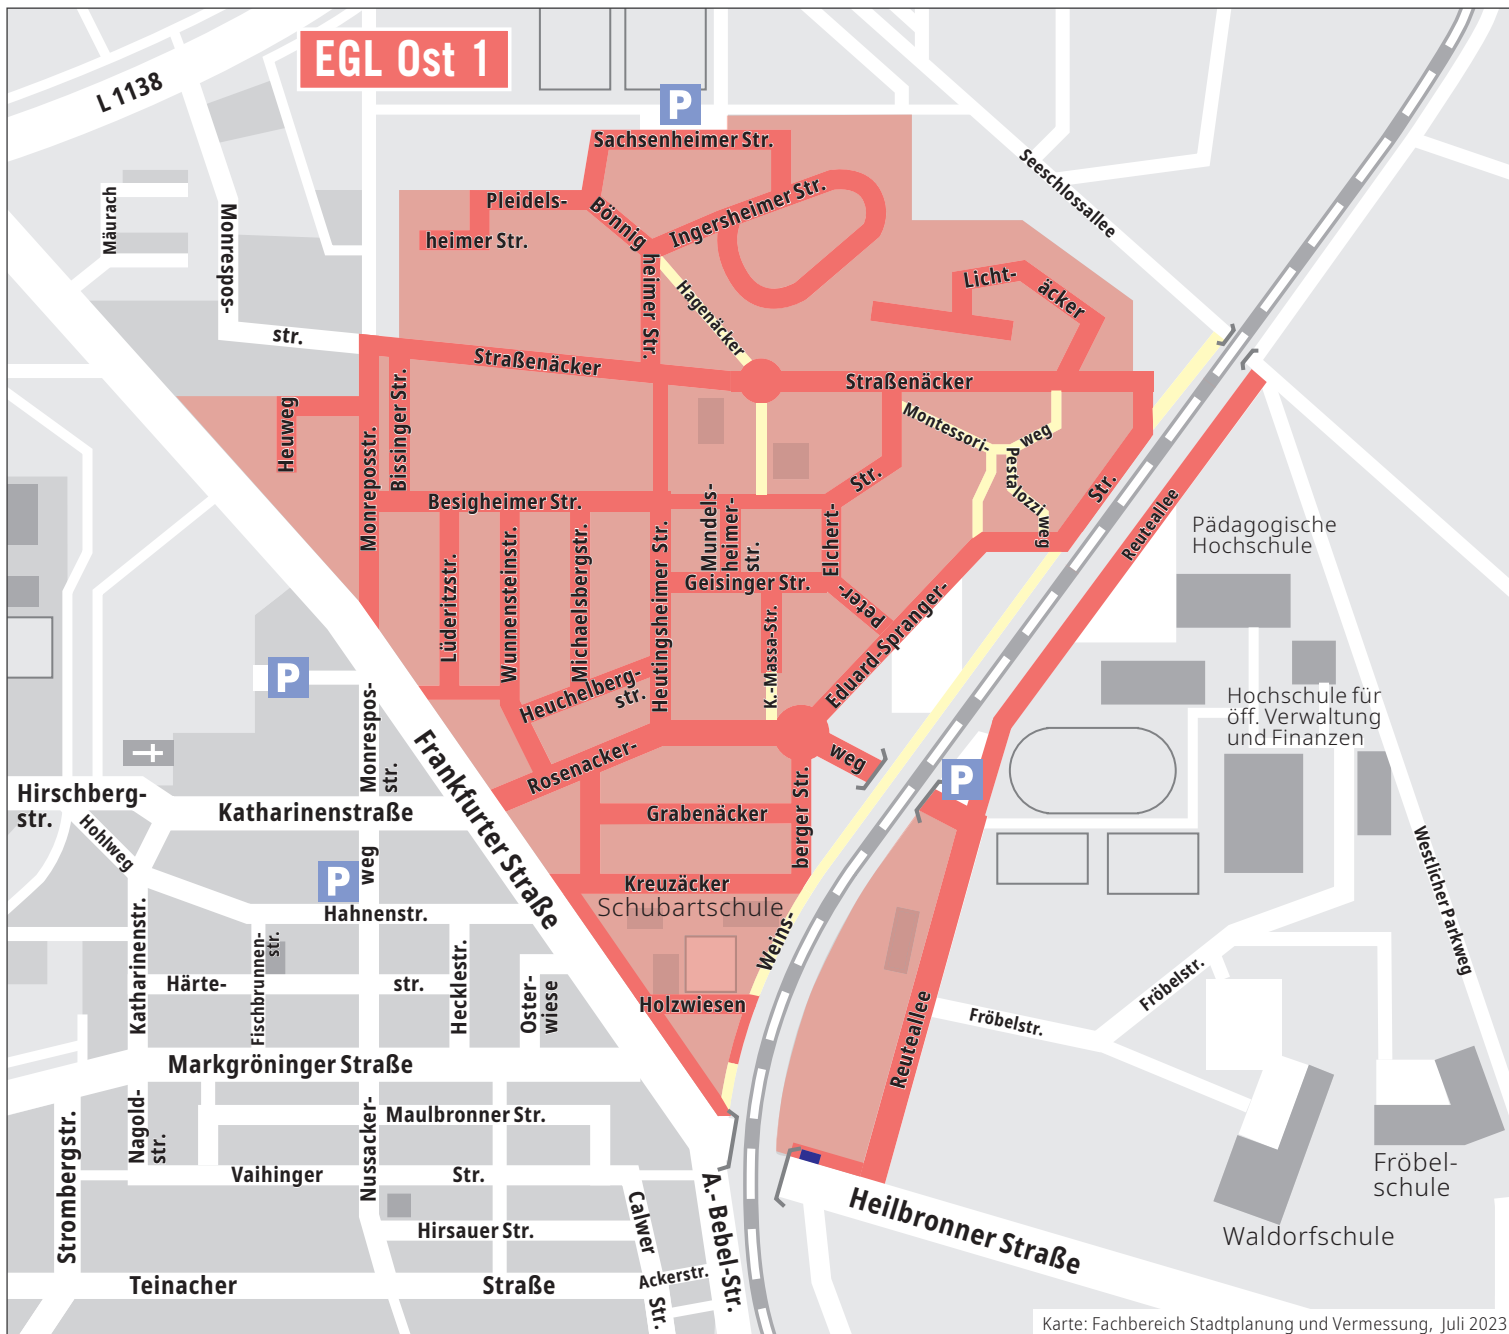 EGL Ost 1
L 1138
P
Sachsenheimer Str.
Seeschlossallee
Mäurach
Monrespos-
str.
Pleidels-
heimer Str.
Bönnig
heimer Str.
Ingersheimer Str.
Hagenäcker
Licht-
äcker
Straßenäcker
Straßenäcker
Heuweg
Monreposstr.
Bissinger Str.
Besigheimer Str.
Montessori-
weg
Pestalozziweg
Str.
Str.
Reuteallee
Mundels-
heimer-
str.
Elchert-
Pädagogische
Hochschule
Lüderitzstr.
Wunnensteinstr.
Michaelsbergstr.
Heutingsheimer Str.
Geisinger Str.
Peter-
K.-Massa-Str.
Eduard-Spranger-
weg
Heuchelberg-
str.
Rosenacker-
P
Monrespos-
str.
Frankfurter Straße
Hochschule für
öff. Verwaltung
und Finanzen
P
Hirschberg-
str.
Katharinenstraße
Hohlweg
P
weg
Grabenäcker
berger Str.
Kreuzäcker
Schubartschule
Hahnenstr.
Westlicher Parkweg
Katharinenstr.
Fischbrunnen-
str.
Härte-
str.
Hecklestr.
Oster-
wiese
Weins-
Holzwiesen
Fröbelstr.
Fröbelstr.
Reuteallee
Markgröninger Straße
Strombergstr.
Nagold-
str.
Nussacker-
Maulbronner Str.
Vaihinger
Str.
Hirsauer Str.
Calwer
Str.
Ackerstr.
A.-Bebel-Str.
Heilbronner Straße
Fröbel-
schule
Waldorfschule
Teinacher
Straße
Karte: Fachbereich Stadtplanung und Vermessung, Juli 2023